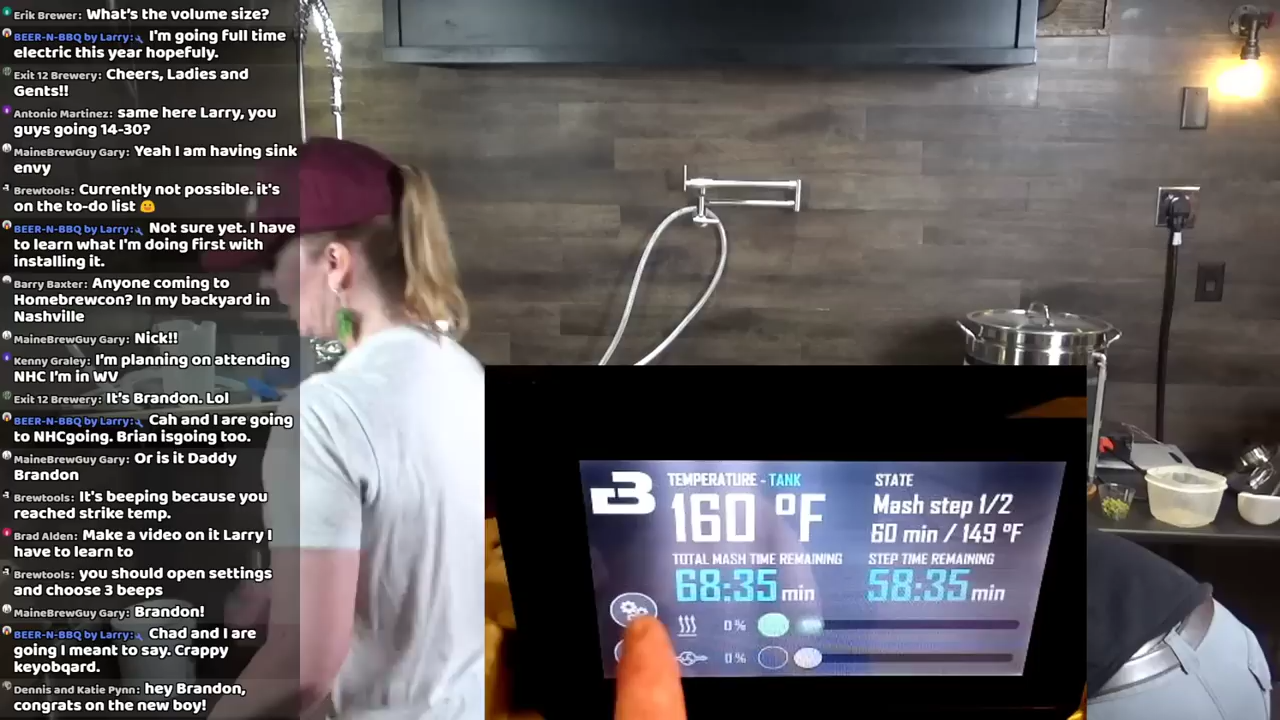 Erik Brewer: What's the volume size?
BEER-N-BBQ by Larry: I'm going full time
electric this year hopefuly.
Exit 12 Brewery: Cheers, Ladies and
Gents!!
Antonio Martinez: same here Larry, you
guys going 14-30?
MaineBrewGuy Gary: Yeah I am having sink
envy
Brewtools: Currently not possible. it's
on the to-do list
BEER-N-BBQ by Larry: Not sure yet. I have
to learn what I'm doing first with
installing it.
Barry Baxter: Anyone coming to
Homebrewcon? In my backyard in
Nashville
MaineBrewGuy Gary: Nick!!
Kenny Graley: I'm planning on attending
NHC I'm in WV
Exit 12 Brewery: It's Brandon. Lol
BEER-N-BBQ by Larry: Cah and I are going
to NHCgoing. Brian isgoing too.
MaineBrewGuy Gary: Or is it Daddy
Brandon
Brewtools: It's beeping because you
reached strike temp.
Brad Alden: Make a video on it Larry I
have to learn to
Brewtools: you should open settings
and choose 3 beeps
MaineBrewGuy Gary: Brandon!
BEER-N-BBQ by Larry: Chad and I are
going I meant to say. Crappy
keyobqard.
Dennis and Katie Pynn: hey Brandon,
congrats on the new boy!
TEMPERATURE - TANK
160 °F
STATE
Mash step 1/2
60 min / 149 °F
TOTAL MASH TIME REMAINING
68:35 min
STEP TIME REMAINING
58:35 min
0 %
0 %